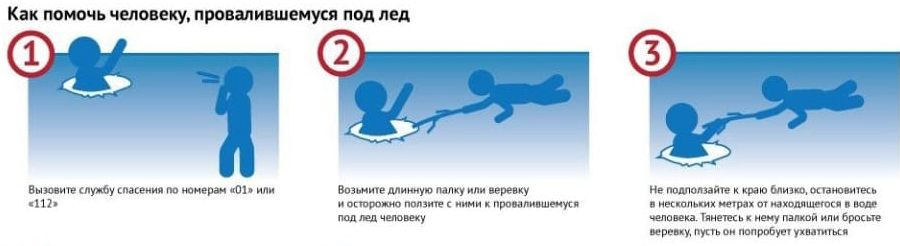 Как помочь человеку, провалившемуся под лед
1
Вызовите службу спасения по номерам «01» или
«112»
2
Возьмите длинную палку или веревку
и осторожно ползите с ними к провалившемуся
под лед человеку
3
Не подползайте к краю близко, остановитесь
в нескольких метрах от находящегося в воде
человека. Тянетесь к нему палкой или бросьте
веревку, пусть он попробует ухватиться